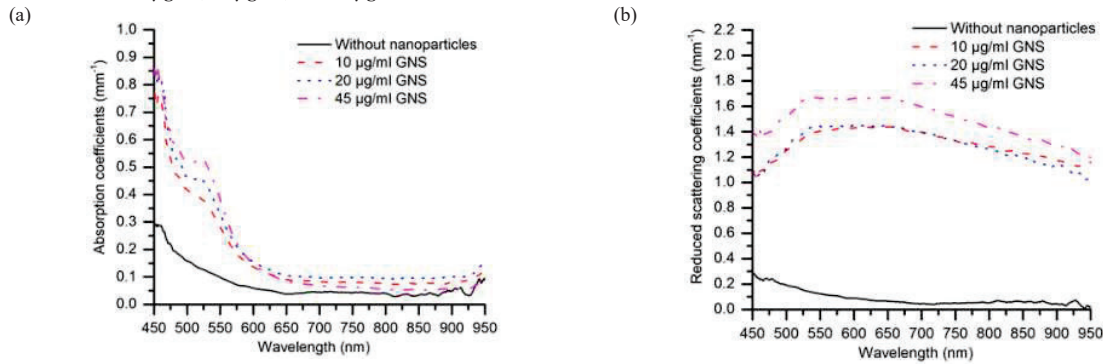 (a)
1.0
0.9
0.8
0.7
0.6
0.5
0.4
0.3
0.2
0.1
0.0
Absorption coefficients (mm⁻¹)
Without nanoparticles
10 µg/ml GNS
20 µg/ml GNS
45 µg/ml GNS
450 500 550 600 650 700 750 800 850 900 950
Wavelength (nm)
(b)
2.2
2.0
1.8
1.6
1.4
1.2
1.0
0.8
0.6
0.4
0.2
0.0
Reduced scattering coefficients (mm⁻¹)
Without nanoparticles
10 µg/ml GNS
20 µg/ml GNS
45 µg/ml GNS
450 500 550 600 650 700 750 800 850 900 950
Wavelength (nm)